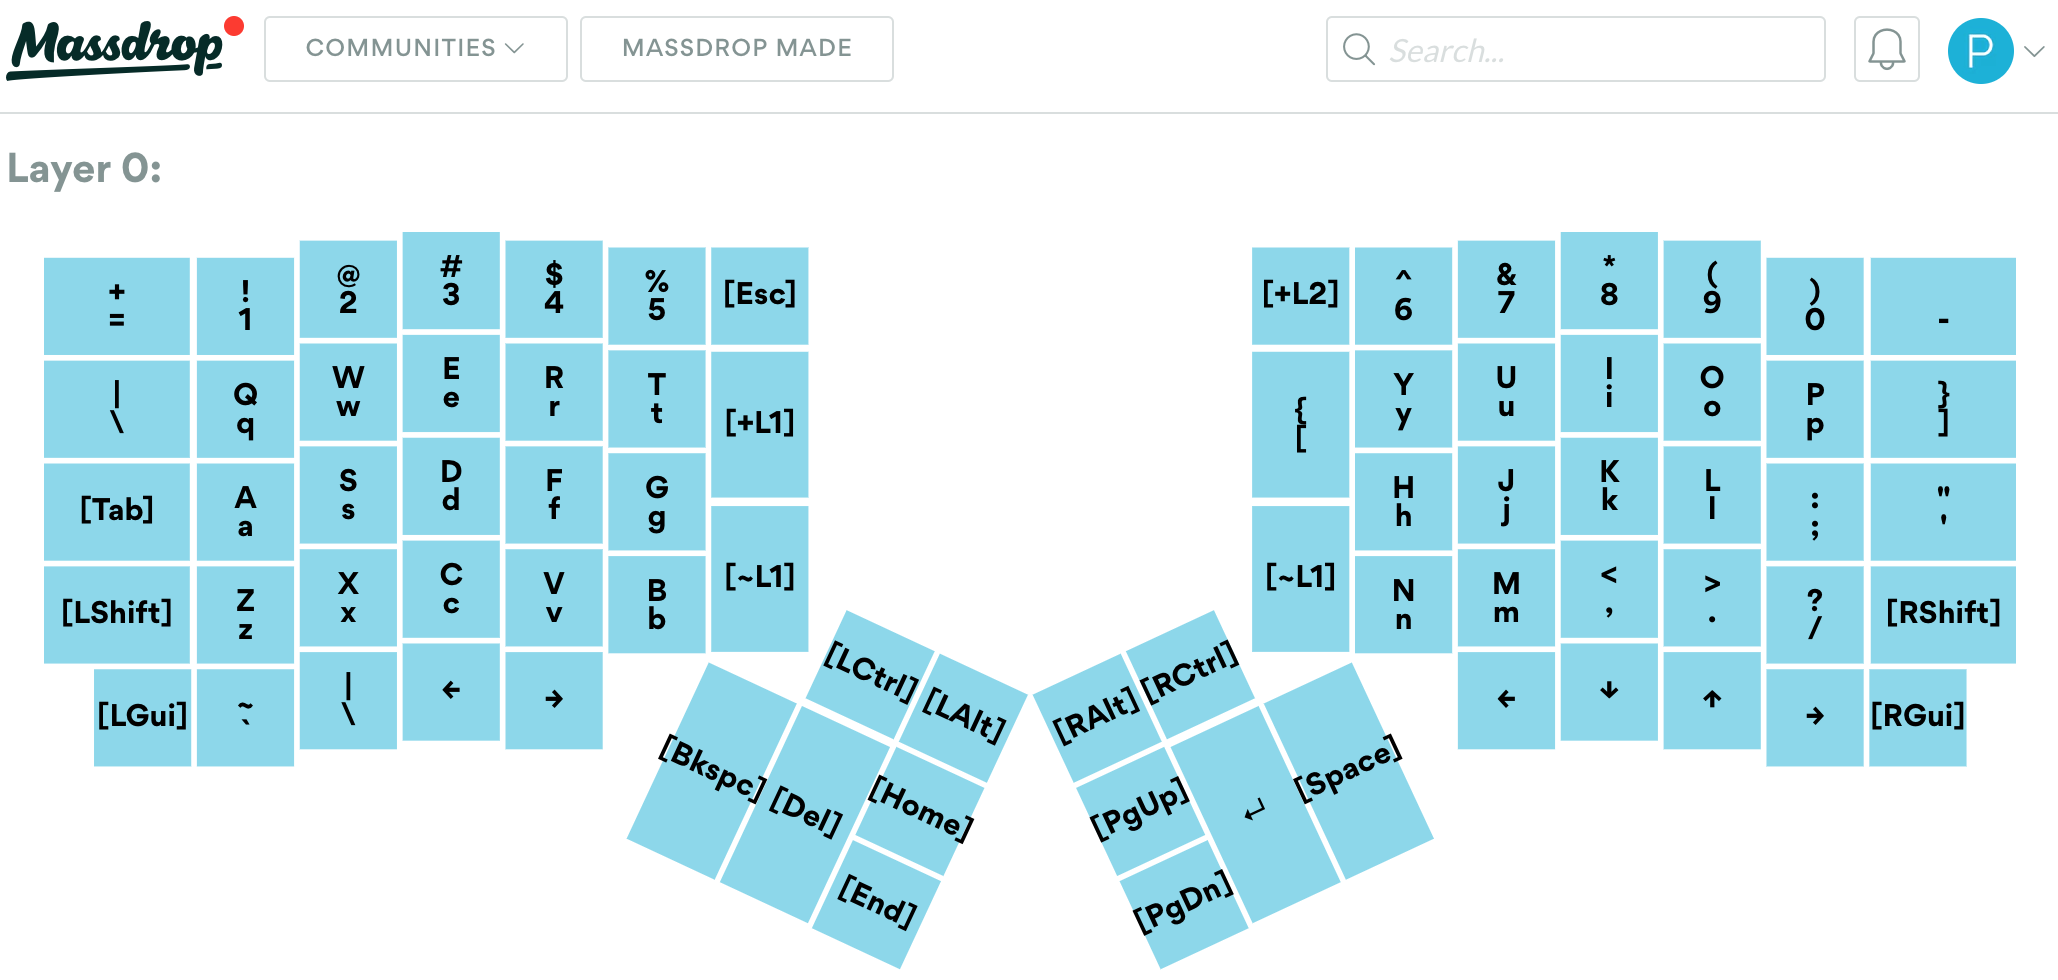 Massdrop
COMMUNITIES
MASSDROP MADE
Search...
P
Layer 0:
+
=
!
1
@
2
#
3
$
4
%
5
[Esc]
[+L2]
^
6
&
7
*
8
(
9
)
0
-
|
\
Q
q
W
w
E
e
R
r
T
t
[+L1]
{
[
Y
y
U
u
I
i
O
o
P
p
}
]
[Tab]
A
a
S
s
D
d
F
f
G
g
[~L1]
[~L1]
H
h
J
j
K
k
L
l
:
;
"
'
[LShift]
Z
z
X
x
C
c
V
v
B
b
N
n
M
m
<
,
>
.
?
/
[RShift]
[LGui]
~
`
|
\
←
→
←
↓
↑
→
[RGui]
[LCtrl]
[LAlt]
[Bkspc]
[Del]
[Home]
[End]
[RAlt]
[RCtrl]
[PgUp]
↵
[Space]
[PgDn]